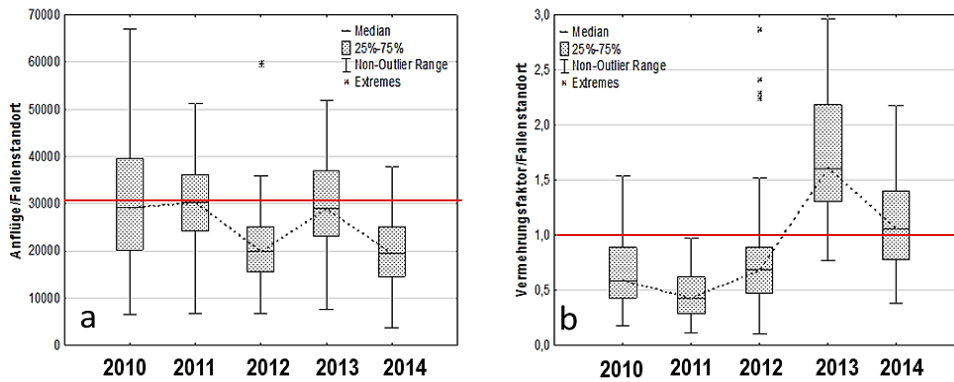 70000
60000
50000
40000
30000
20000
10000
0
Anflüge/Fallenstandort
Median
25%-75%
Non-Outlier Range
Extremes
a
2010 2011 2012 2013 2014
3,0
2,5
2,0
1,5
1,0
0,5
0,0
Vermehrungsfaktor/Fallenstandort
Median
25%-75%
Non-Outlier Range
Extremes
b
2010 2011 2012 2013 2014